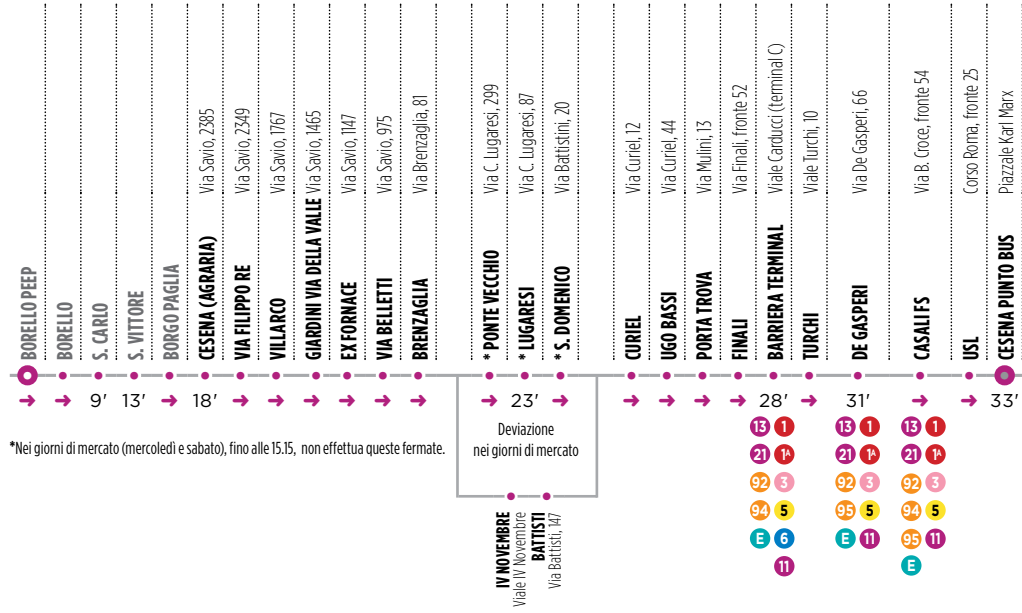 BORELLO PEEP
BORELLO
S. CARLO
S. VITTORE
BORGO PAGLIA
CESENA (AGRARIA) Via Savio, 2385
VIA FILIPPO RE Via Savio, 2349
VILLARCO Via Savio, 1767
GIARDINI VIA DELLA VALLE Via Savio, 1465
EX FORNACE Via Savio, 1147
VIA BELLETTI Via Savio, 975
BRENZAGLIA Via Brenzaglia, 81
* PONTE VECCHIO Via C. Lugaresi, 299
* LUGARESI Via C. Lugaresi, 87
* S. DOMENICO Via Battistini, 20
CURIEL Via Curiel, 12
UGO BASSI Via Curiel, 44
PORTA TROVA Via Mulini, 13
FINALI Via Finali, fronte 52
BARRIERA TERMINAL Viale Carducci (terminal C)
TURCHI Viale Turchi, 10
DE GASPERI Via De Gasperi, 66
CASALI FS Via B. Croce, fronte 54
USL Corso Roma, fronte 25
CESENA PUNTO BUS Piazzale Karl Marx
9' 13' 18' 23' 28' 31' 33'
*Nei giorni di mercato (mercoledì e sabato), fino alle 15.15, non effettua queste fermate.
Deviazione
nei giorni di mercato
IV NOVEMBRE
Viale IV Novembre
BATTISTI
Via Battisti, 147
13 1
21 1A
92 3
94 5
E 6
11
13 1
21 1A
92 3
95 5
E 11
13 1
21 1A
92 3
94 5
95 11
E